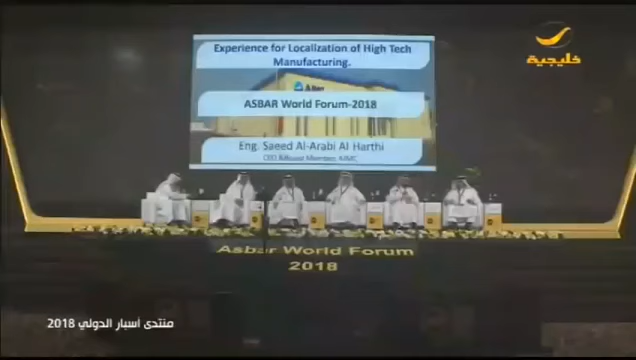 Experience for Localization of High Tech
Manufacturing.
ASBAR World Forum-2018
Eng. Saeed Al-Arabi Al Harthi
خليجية
Asbar World Forum
2018
منتدى أسبار الدولي 2018